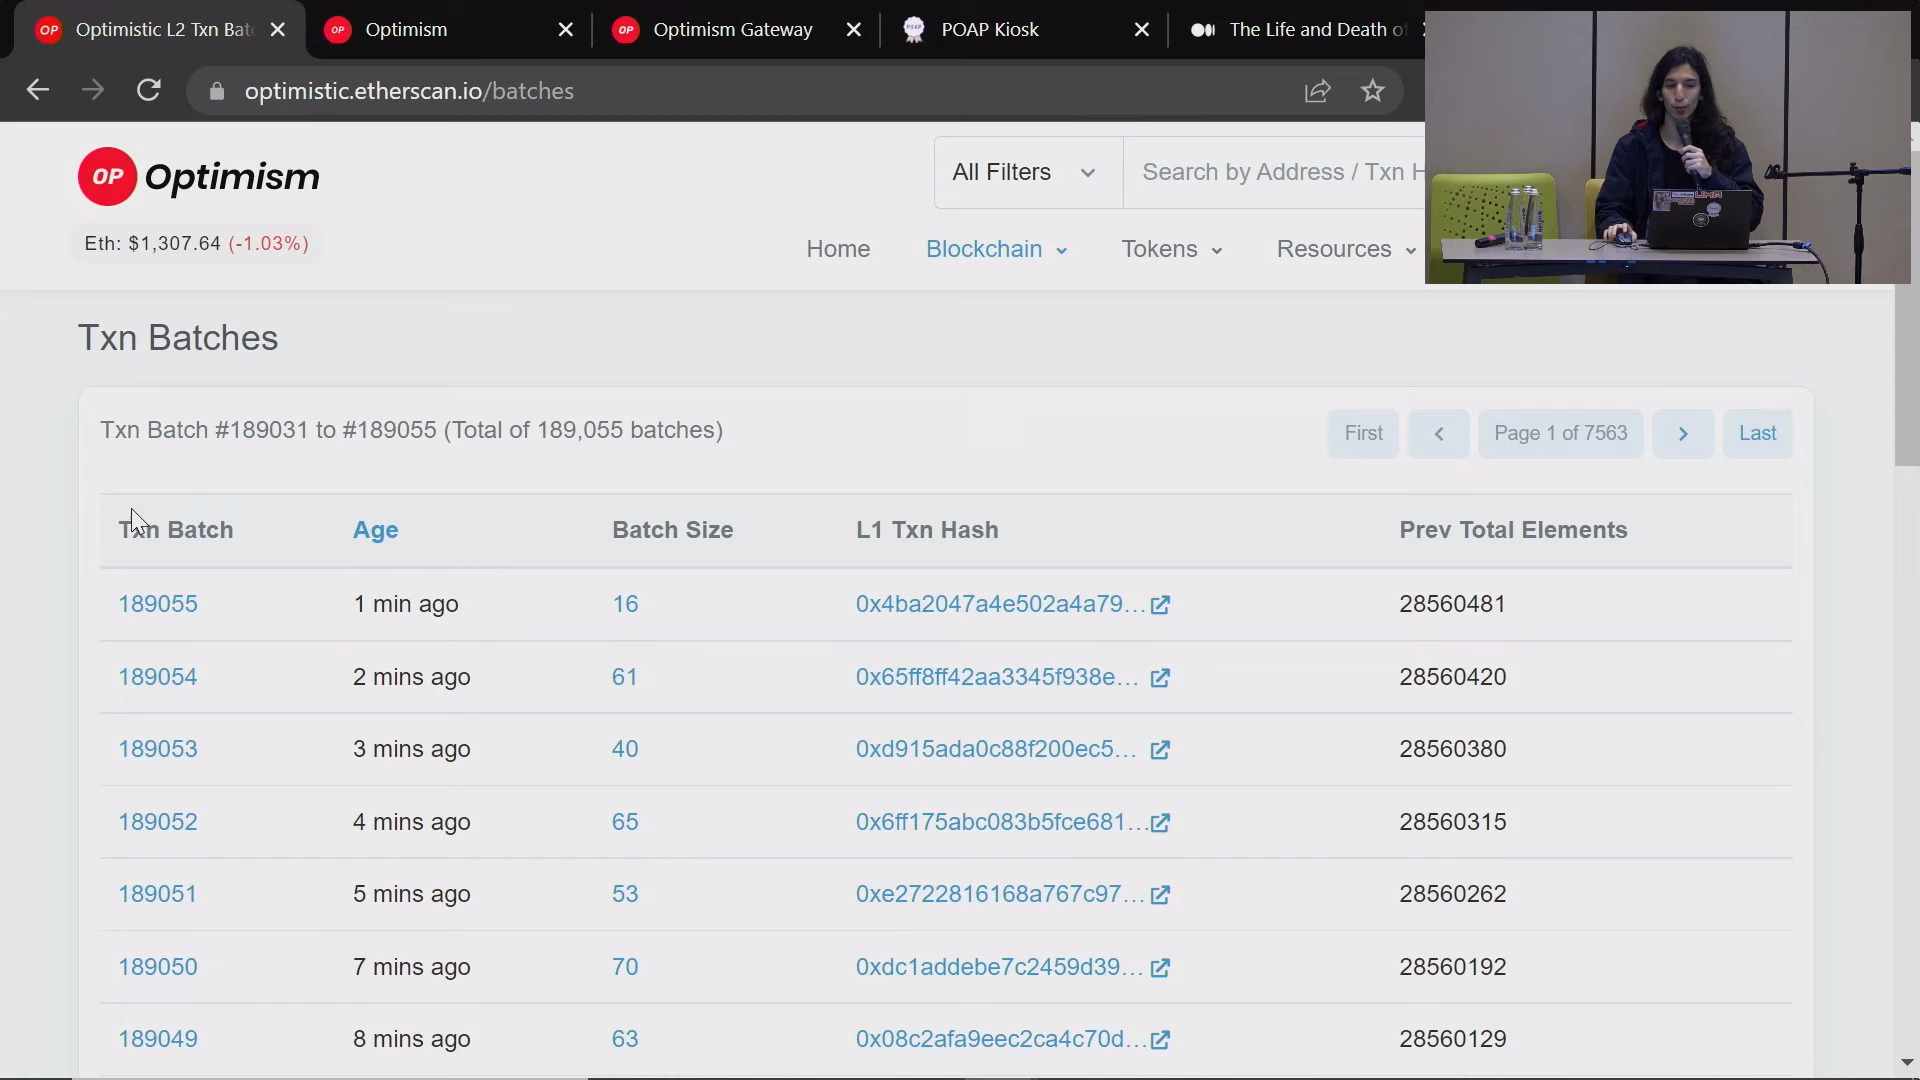 Optimistic L2 Txn Bat
Optimism
Optimism Gateway
POAP Kiosk
The Life and Death of
optimistic.etherscan.io/batches
OP Optimism
All Filters
Search by Address / Txn H
Eth: $1,307.64 (-1.03%)
Home
Blockchain
Tokens
Resources
Txn Batches
Txn Batch #189031 to #189055 (Total of 189,055 batches)
First
Page 1 of 7563
Last
Txn Batch Age Batch Size L1 Txn Hash Prev Total Elements
189055 1 min ago 16 0x4ba2047a4e502a4a79... 28560481
189054 2 mins ago 61 0x65ff8ff42aa3345f938e... 28560420
189053 3 mins ago 40 0xd915ada0c88f200ec5... 28560380
189052 4 mins ago 65 0x6ff175abc083b5fce681... 28560315
189051 5 mins ago 53 0xe2722816168a767c97... 28560262
189050 7 mins ago 70 0xdc1addebe7c2459d39... 28560192
189049 8 mins ago 63 0x08c2afa9eec2ca4c70d... 28560129